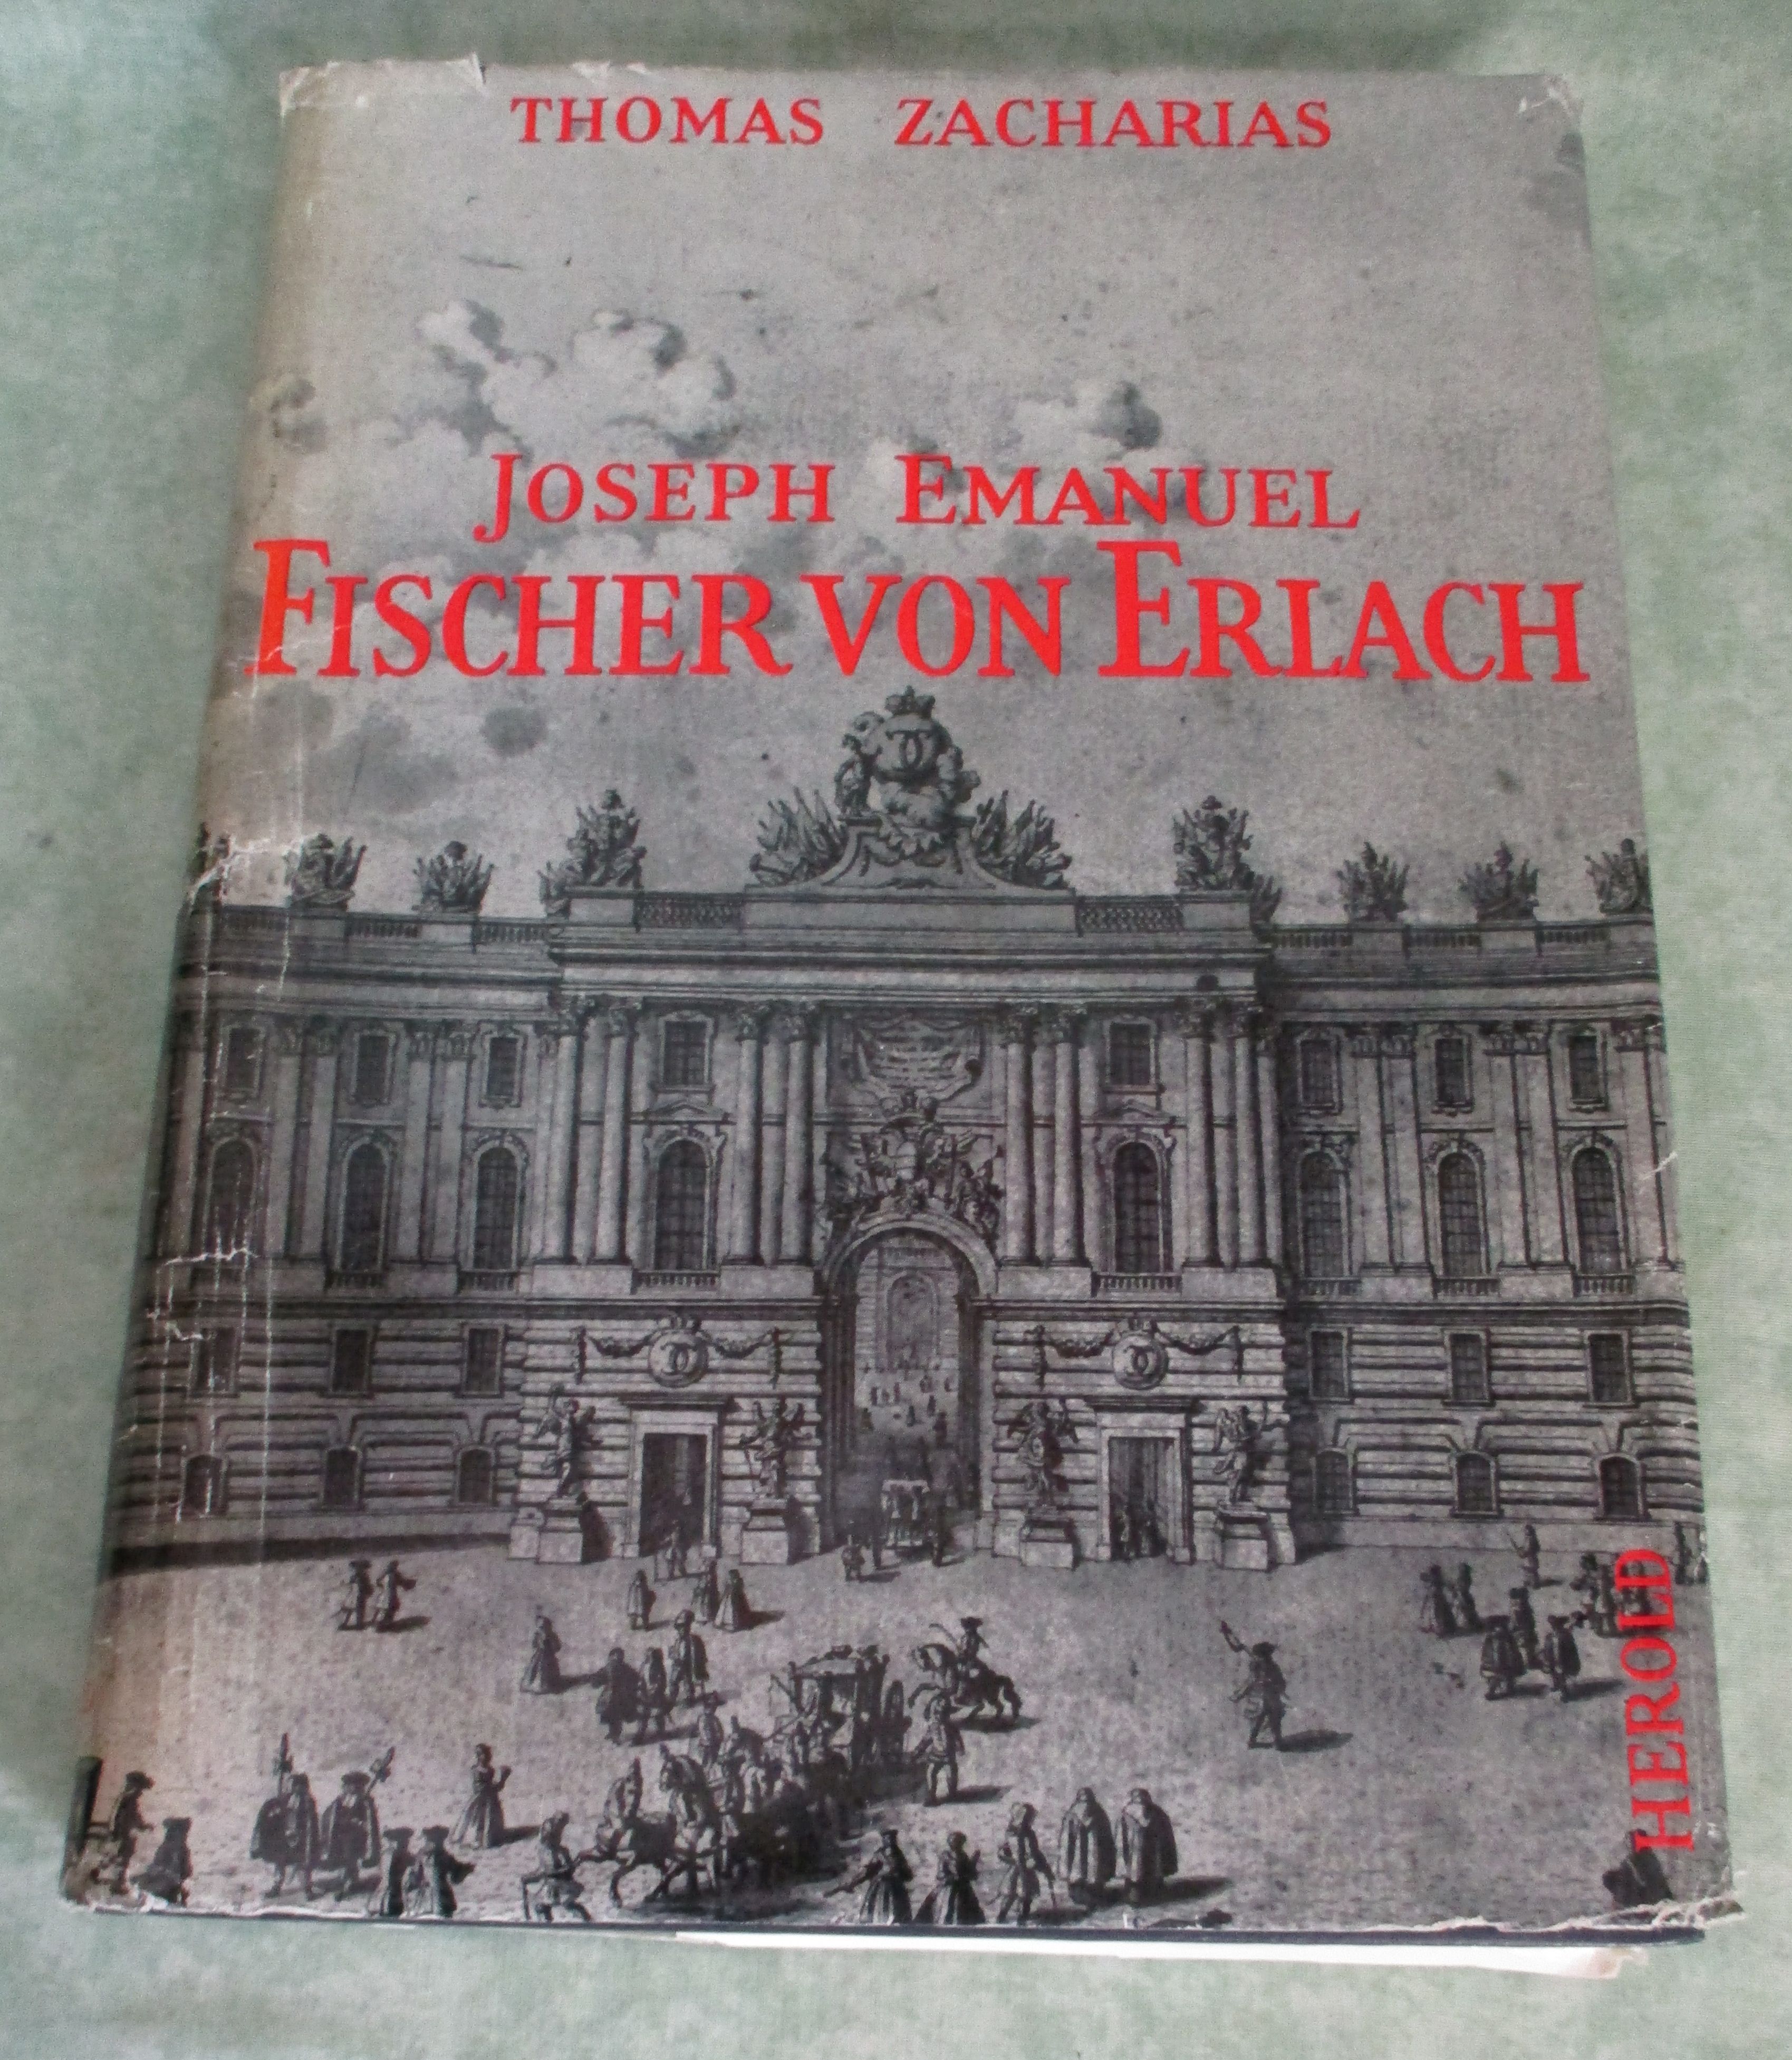 THOMAS ZACHARIAS
JOSEPH EMANUEL
FISCHER VON ERLACH
HEROLD